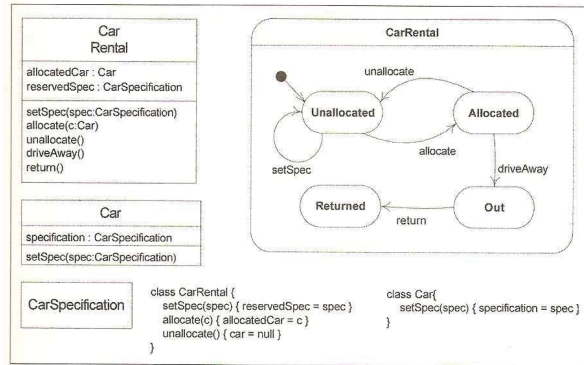 Car
Rental
allocatedCar : Car
reservedSpec : CarSpecification
setSpec(spec:CarSpecification)
allocate(c:Car)
unallocate()
driveAway()
return()
Car
specification : CarSpecification
setSpec(spec:CarSpecification)
CarSpecification
CarRental
unallocate
Unallocated
Allocated
allocate
setSpec
driveAway
Returned
return
Out
class CarRental {
setSpec(spec) { reservedSpec = spec }
allocate(c) { allocatedCar = c }
unallocate() { car = null }
}
class Car{
setSpec(spec) { specification = spec }
}